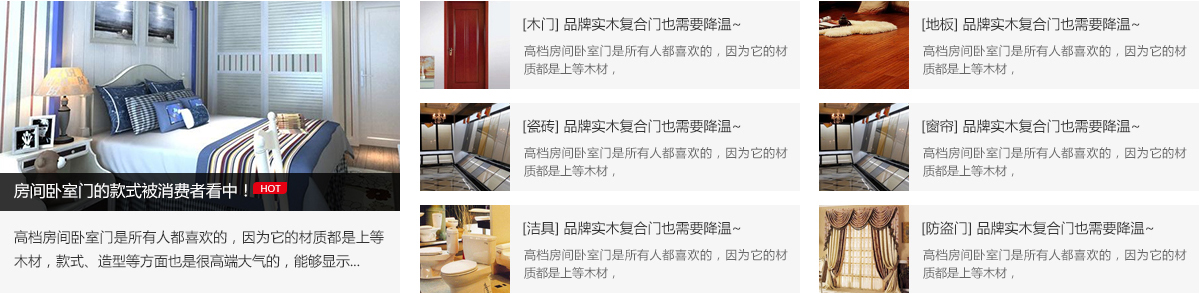 房间卧室门的款式被消费者看中！ HOT
高档房间卧室门是所有人都喜欢的，因为它的材质都是上等
木材，款式、造型等方面也是很高端大气的，能够显示...
[木门] 品牌实木复合门也需要降温~
高档房间卧室门是所有人都喜欢的，因为它的材
质都是上等木材，
[瓷砖] 品牌实木复合门也需要降温~
高档房间卧室门是所有人都喜欢的，因为它的材
质都是上等木材，
[洁具] 品牌实木复合门也需要降温~
高档房间卧室门是所有人都喜欢的，因为它的材
质都是上等木材，
[地板] 品牌实木复合门也需要降温~
高档房间卧室门是所有人都喜欢的，因为它的材
质都是上等木材，
[窗帘] 品牌实木复合门也需要降温~
高档房间卧室门是所有人都喜欢的，因为它的材
质都是上等木材，
[防盗门] 品牌实木复合门也需要降温~
高档房间卧室门是所有人都喜欢的，因为它的材
质都是上等木材，